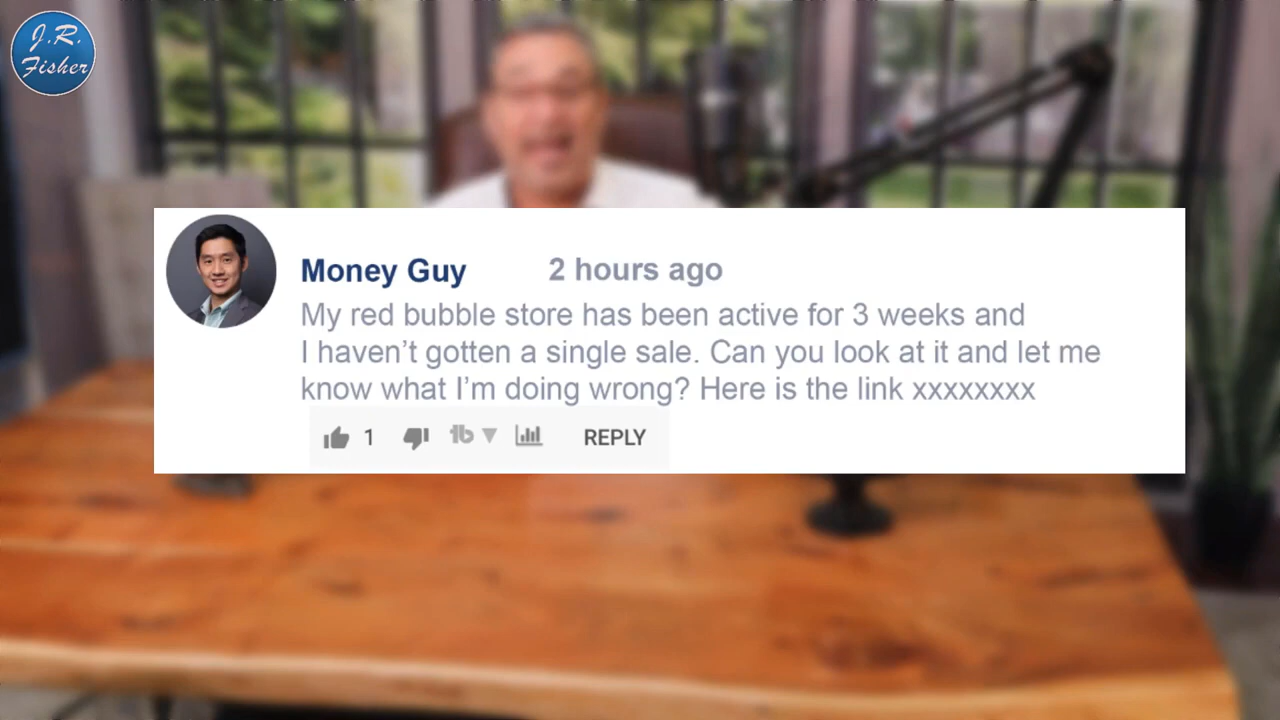 J.R.
Fisher
Money Guy 2 hours ago
My red bubble store has been active for 3 weeks and
I haven't gotten a single sale. Can you look at it and let me
know what I'm doing wrong? Here is the link xxxxxxxx
1 REPLY